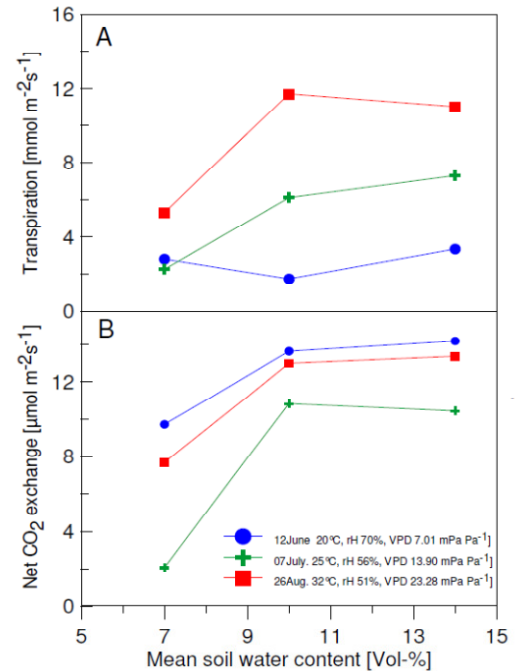 16
A
12
8
4
0
Transpiration [mmol m-2s-1]
B
12
8
4
0
Net CO2 exchange [µmol m-2s-1]
12June 20ºC, rH 70%, VPD 7.01 mPa Pa-1]
07July. 25ºC, rH 56%, VPD 13.90 mPa Pa-1]
26Aug. 32ºC, rH 51%, VPD 23.28 mPa Pa-1]
5 7 9 11 13 15
Mean soil water content [Vol-%]